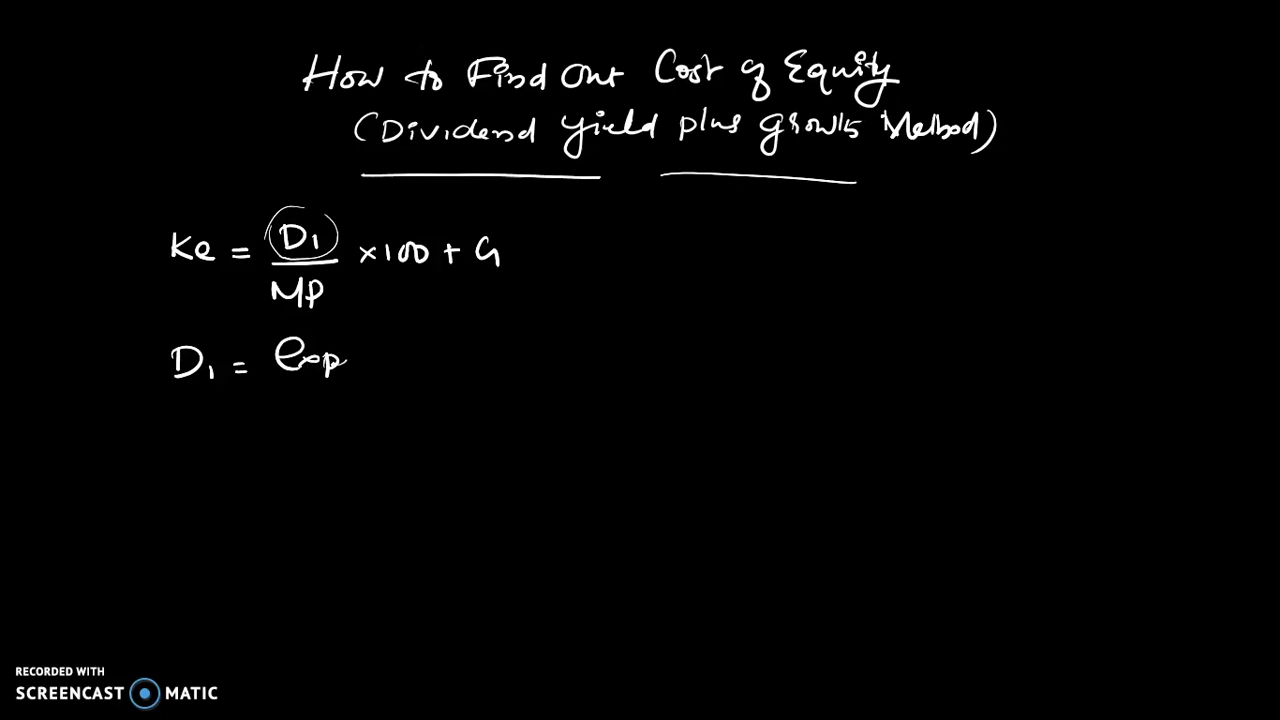 How to Find Out Cost of Equity
(Dividend yield plus Growth Method)
Ke = D1/MP ×100 + G
D1 = Exp
RECORDED WITH
SCREENCAST MATIC